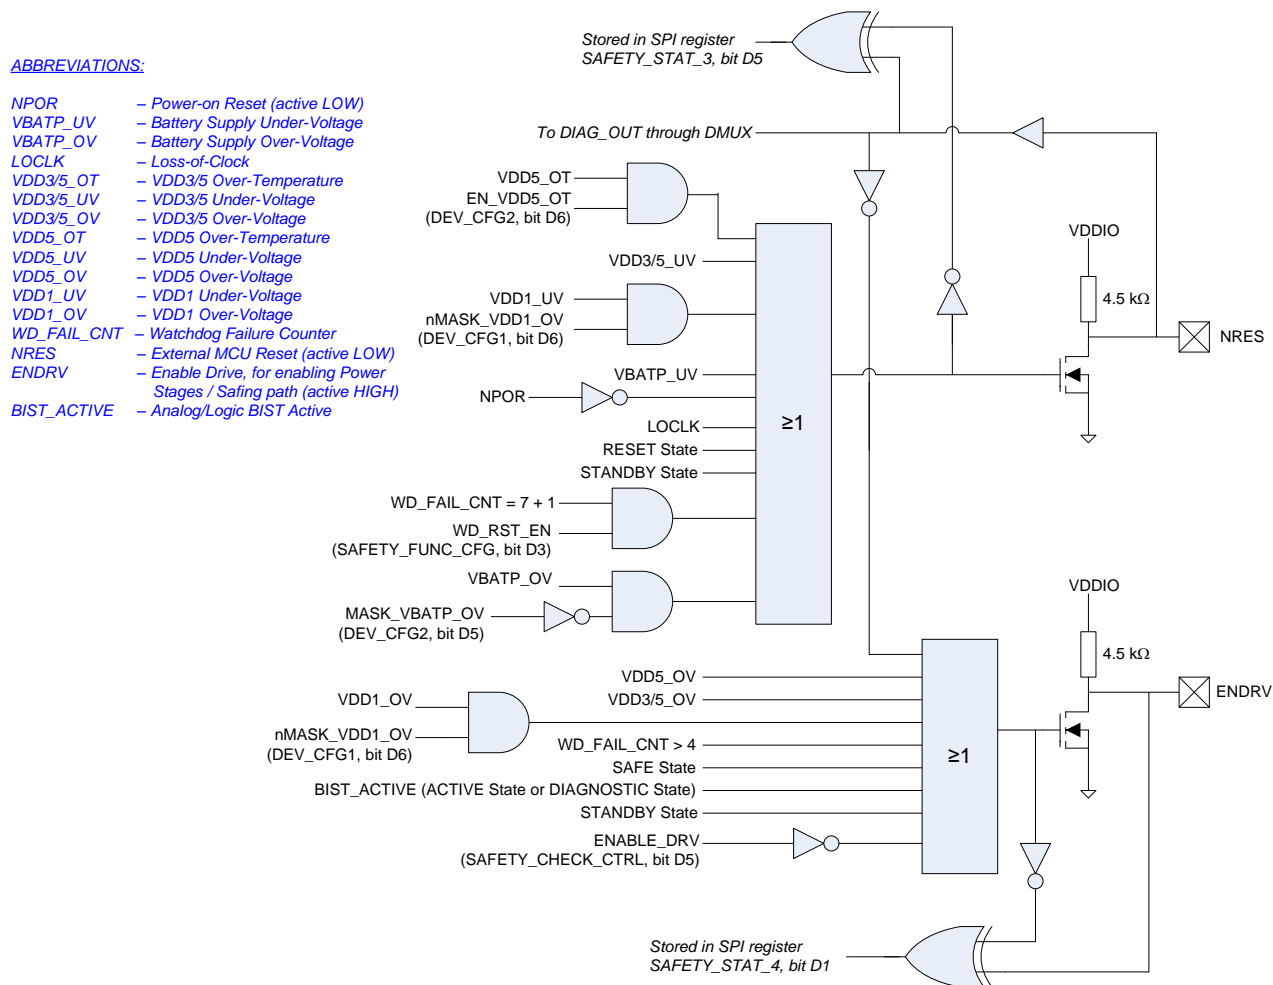 ABBREVIATIONS:
NPOR – Power-on Reset (active LOW)
VBATP_UV – Battery Supply Under-Voltage
VBATP_OV – Battery Supply Over-Voltage
LOCLK – Loss-of-Clock
VDD3/5_OT – VDD3/5 Over-Temperature
VDD3/5_UV – VDD3/5 Under-Voltage
VDD3/5_OV – VDD3/5 Over-Voltage
VDD5_OT – VDD5 Over-Temperature
VDD5_UV – VDD5 Under-Voltage
VDD5_OV – VDD5 Over-Voltage
VDD1_UV – VDD1 Under-Voltage
VDD1_OV – VDD1 Over-Voltage
WD_FAIL_CNT – Watchdog Failure Counter
NRES – External MCU Reset (active LOW)
ENDRV – Enable Drive, for enabling Power
Stages / Safing path (active HIGH)
BIST_ACTIVE – Analog/Logic BIST Active
Stored in SPI register
SAFETY_STAT_3, bit D5
To DIAG_OUT through DMUX
VDD5_OT
EN_VDD5_OT
(DEV_CFG2, bit D6)
VDD3/5_UV
VDD1_UV
nMASK_VDD1_OV
(DEV_CFG1, bit D6)
VBATP_UV
NPOR
LOCLK
RESET State
STANDBY State
WD_FAIL_CNT = 7 + 1
WD_RST_EN
(SAFETY_FUNC_CFG, bit D3)
VBATP_OV
MASK_VBATP_OV
(DEV_CFG2, bit D5)
≥1
VDDIO
4.5 kΩ
NRES
VDD5_OV
VDD3/5_OV
VDD1_OV
nMASK_VDD1_OV
(DEV_CFG1, bit D6)
WD_FAIL_CNT > 4
SAFE State
BIST_ACTIVE (ACTIVE State or DIAGNOSTIC State)
STANDBY State
ENABLE_DRV
(SAFETY_CHECK_CTRL, bit D5)
≥1
VDDIO
4.5 kΩ
ENDRV
Stored in SPI register
SAFETY_STAT_4, bit D1